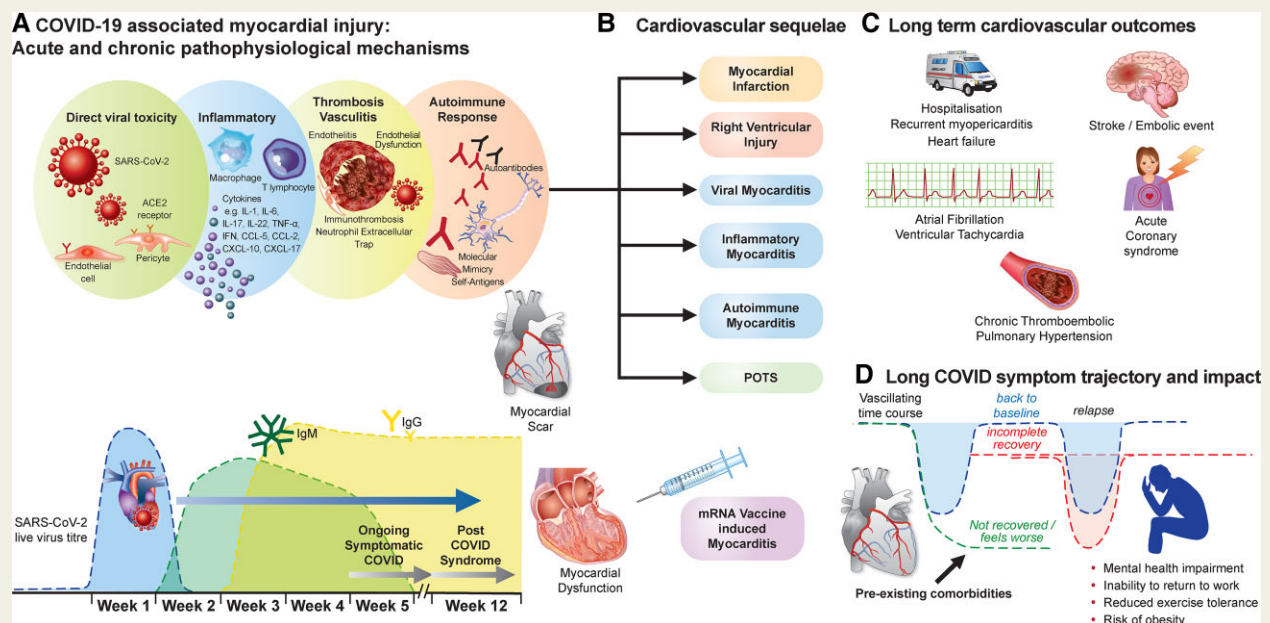 A COVID-19 associated myocardial injury:
Acute and chronic pathophysiological mechanisms
Direct viral toxicity
SARS-CoV-2
ACE2
receptor
Endothelial
cell
Pericyte
Inflammatory
Macrophage
T lymphocyte
Cytokines
e.g. IL-1, IL-6,
IL-17, IL-22, TNF-α,
IFN, CCL-5, CCL-2,
CXCL-10, CXCL-17
Thrombosis
Vasculitis
Endothelitis
Endothelial
Dysfunction
Immunothrombosis
Neutrophil Extracellular
Trap
Autoimmune
Response
Autoantibodies
Molecular
Mimicry
Self-Antigens
Myocardial
Scar
SARS-CoV-2
live virus titre
IgM
IgG
Ongoing
Symptomatic
COVID
Post
COVID
Syndrome
Week 1
Week 2
Week 3
Week 4
Week 5
Week 12
Myocardial
Dysfunction
B Cardiovascular sequelae
Myocardial
Infarction
Right Ventricular
Injury
Viral Myocarditis
Inflammatory
Myocarditis
Autoimmune
Myocarditis
POTS
mRNA Vaccine
induced
Myocarditis
C Long term cardiovascular outcomes
AMBULANCE
Hospitalisation
Recurrent myopericarditis
Heart failure
Stroke / Embolic event
Atrial Fibrillation
Ventricular Tachycardia
Acute
Coronary
syndrome
Chronic Thromboembolic
Pulmonary Hypertension
D Long COVID symptom trajectory and impact
Vascillating
time course
back to
baseline
relapse
incomplete
recovery
Not recovered /
feels worse
Pre-existing comorbidities
• Mental health impairment
• Inability to return to work
• Reduced exercise tolerance
• Risk of obesity